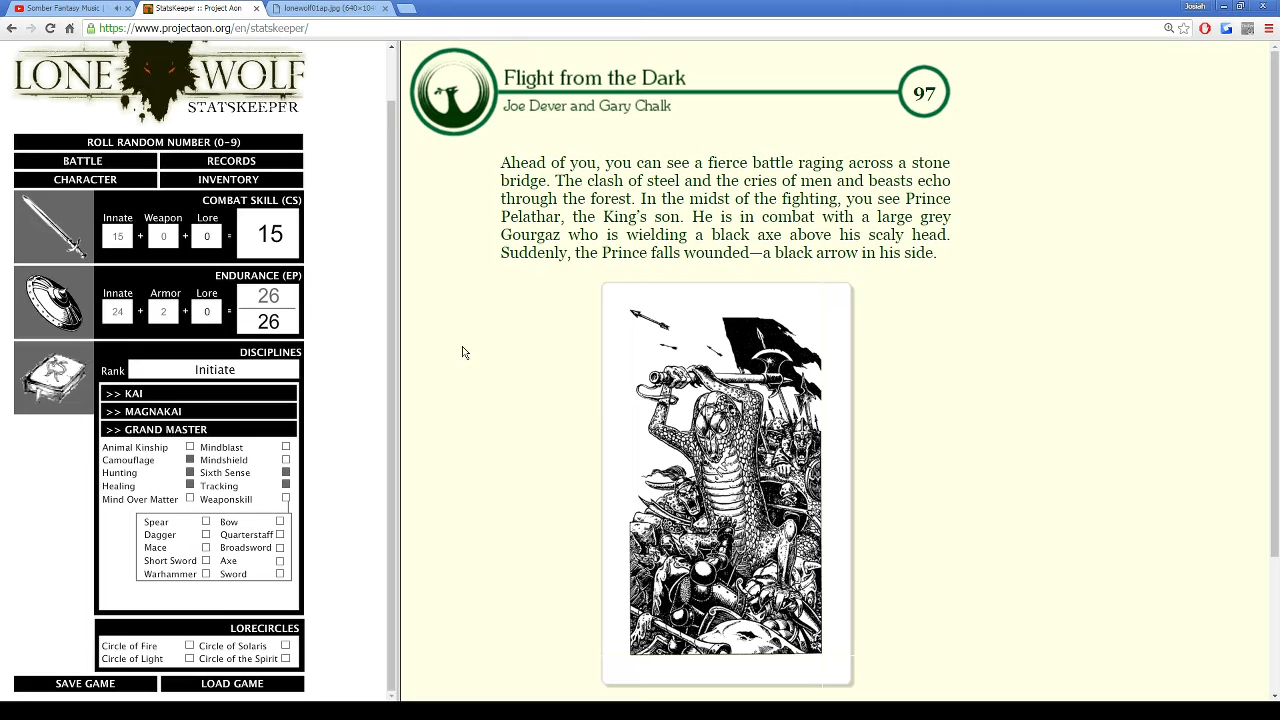 Somber Fantasy Music |
StatsKeeper :: Project Aon
lonewolf01ap.jpg (640×104
Josiah
https://www.projectaon.org/en/statskeeper/
LONE WOLF
STATSKEEPER
ROLL RANDOM NUMBER (0-9)
BATTLE RECORDS
CHARACTER INVENTORY
COMBAT SKILL (CS)
Innate Weapon Lore
15 + 0 + 0 = 15
ENDURANCE (EP)
Innate Armor Lore
26
24 + 2 + 0 =
26
DISCIPLINES
Rank Initiate
>> KAI
>> MAGNAKAI
>> GRAND MASTER
Animal Kinship Mindblast
Camouflage Mindshield
Hunting Sixth Sense
Healing Tracking
Mind Over Matter Weaponskill
Spear Bow
Dagger Quarterstaff
Mace Broadsword
Short Sword Axe
Warhammer Sword
LORECIRCLES
Circle of Fire Circle of Solaris
Circle of Light Circle of the Spirit
SAVE GAME LOAD GAME
Flight from the Dark
Joe Dever and Gary Chalk
97
Ahead of you, you can see a fierce battle raging across a stone
bridge. The clash of steel and the cries of men and beasts echo
through the forest. In the midst of the fighting, you see Prince
Pelathar, the King's son. He is in combat with a large grey
Gourgaz who is wielding a black axe above his scaly head.
Suddenly, the Prince falls wounded—a black arrow in his side.